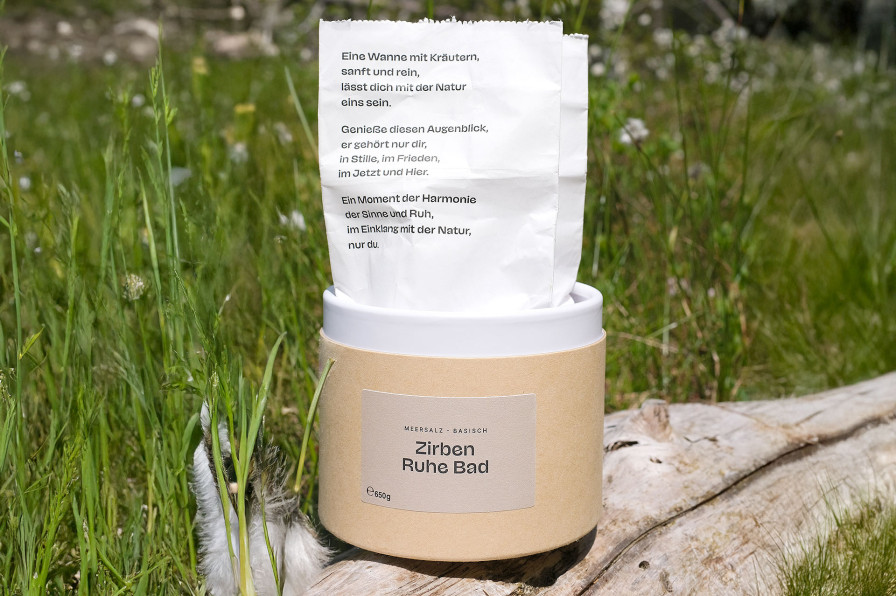 Eine Wanne mit Kräutern,
sanft und rein,
lässt dich mit der Natur
eins sein.
Genieße diesen Augenblick,
er gehört nur dir,
in Stille, im Frieden,
im Jetzt und Hier.
Ein Moment der Harmonie
der Sinne und Ruh,
im Einklang mit der Natur,
nur du.
MEERSALZ - BASISCH
Zirben
Ruhe Bad
℮650g